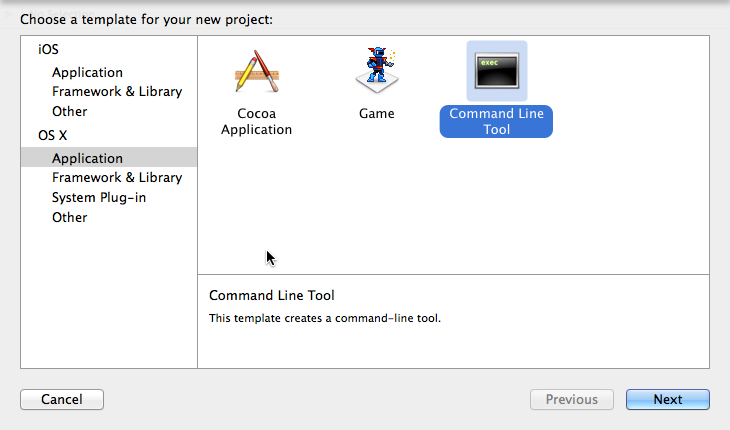 Choose a template for your new project:
iOS
Application
Framework & Library
Other
OS X
Application
Framework & Library
System Plug-in
Other
exec
Cocoa
Application
Game
Command Line
Tool
Command Line Tool
This template creates a command-line tool.
Cancel
Previous
Next